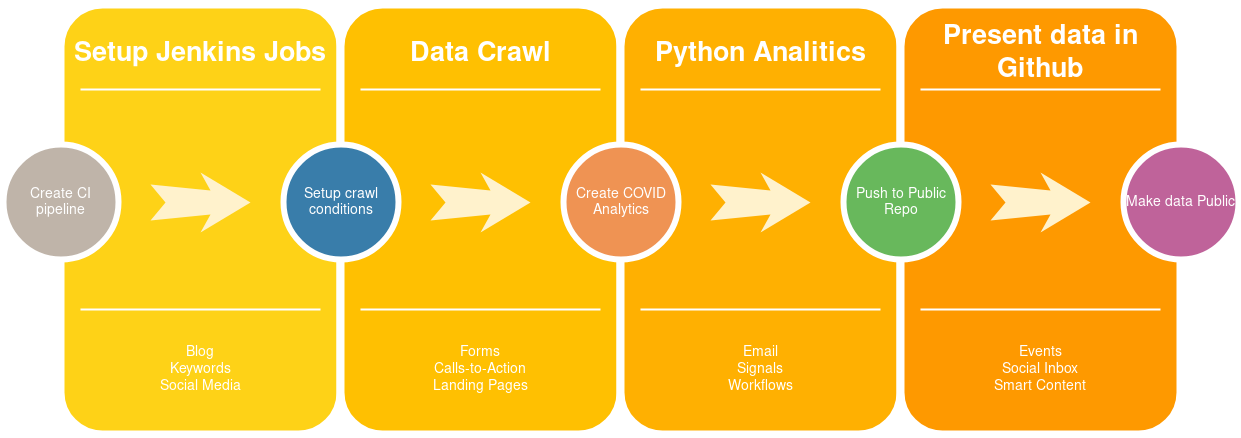 Setup Jenkins Jobs
Data Crawl
Python Analitics
Present data in
Github
Create CI
pipeline
Setup crawl
conditions
Create COVID
Analytics
Push to Public
Repo
Make data Public
Blog
Keywords
Social Media
Forms
Calls-to-Action
Landing Pages
Email
Signals
Workflows
Events
Social Inbox
Smart Content